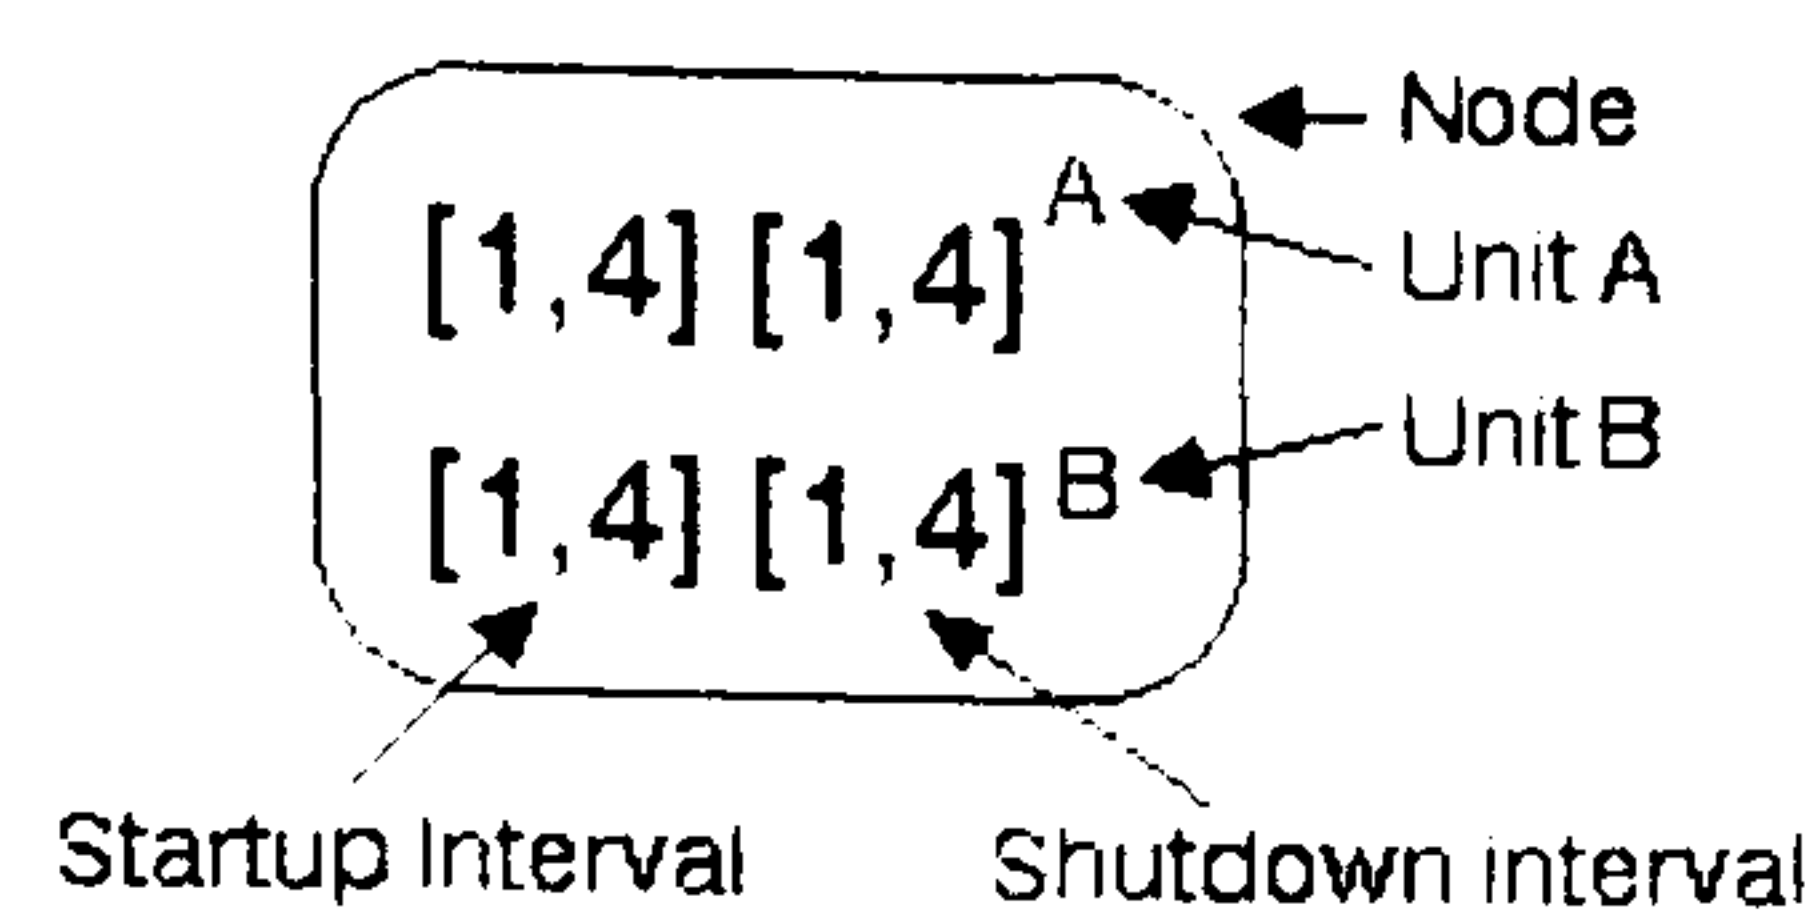 Node
[1,4] [1,4] A
Unit A
[1,4] [1,4] B
Unit B
Startup Interval
Shutdown interval